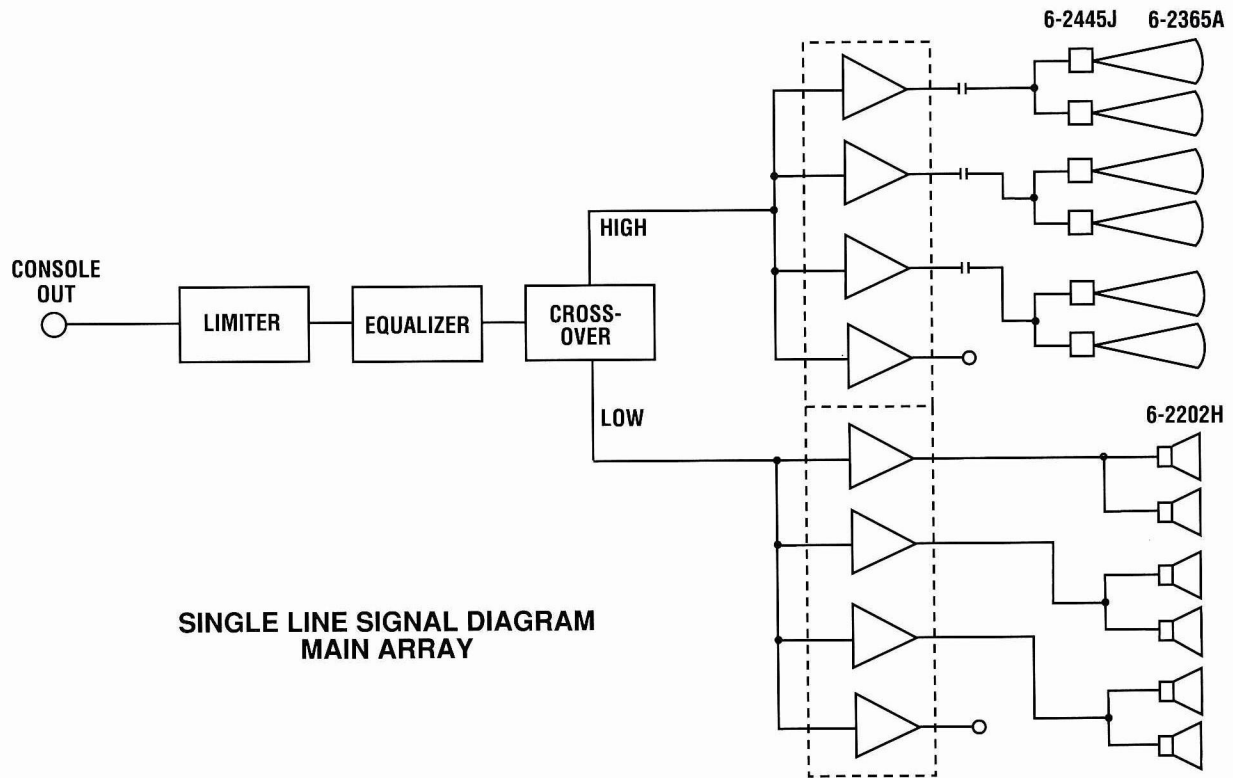 6-2445J 6-2365A
HIGH
CONSOLE
OUT
LIMITER
EQUALIZER
CROSS-
OVER
LOW
6-2202H
SINGLE LINE SIGNAL DIAGRAM
MAIN ARRAY